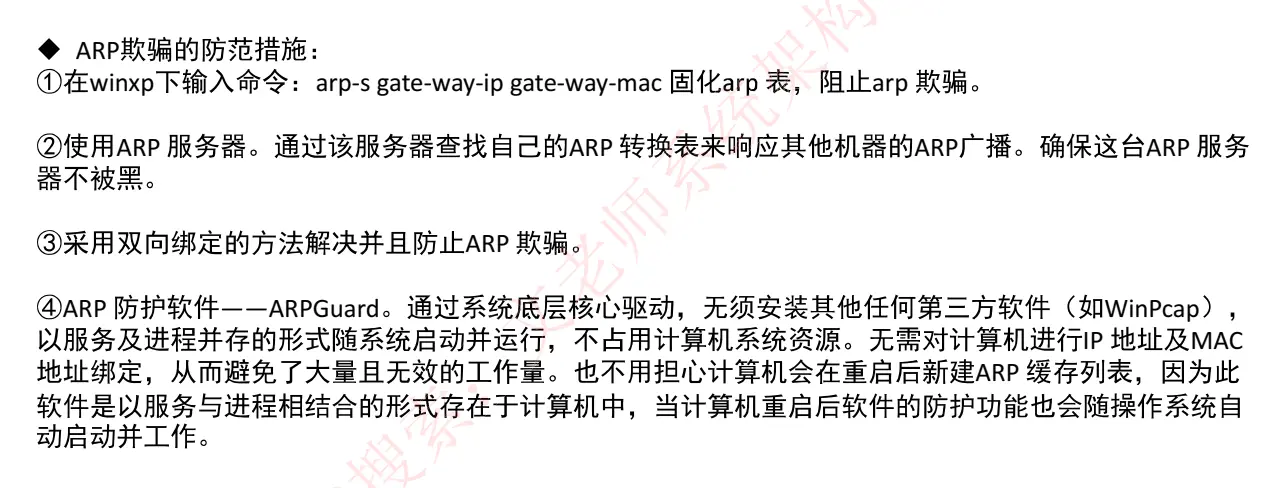 ◆ ARP欺骗的防范措施：
①在winxp下输入命令：arp-s gate-way-ip gate-way-mac 固化arp 表，阻止arp 欺骗。
②使用ARP 服务器。通过该服务器查找自己的ARP 转换表来响应其他机器的ARP广播。确保这台ARP 服务
器不被黑。
③采用双向绑定的方法解决并且防止ARP 欺骗。
④ARP 防护软件——ARPGuard。通过系统底层核心驱动，无须安装其他任何第三方软件（如WinPcap），
以服务及进程并存的形式随系统启动并运行，不占用计算机系统资源。无需对计算机进行IP 地址及MAC
地址绑定，从而避免了大量且无效的工作量。也不用担心计算机会在重启后新建ARP 缓存列表，因为此
软件是以服务与进程相结合的形式存在于计算机中，当计算机重启后软件的防护功能也会随操作系统自
动启动并工作。
搜索：文老师系统架构